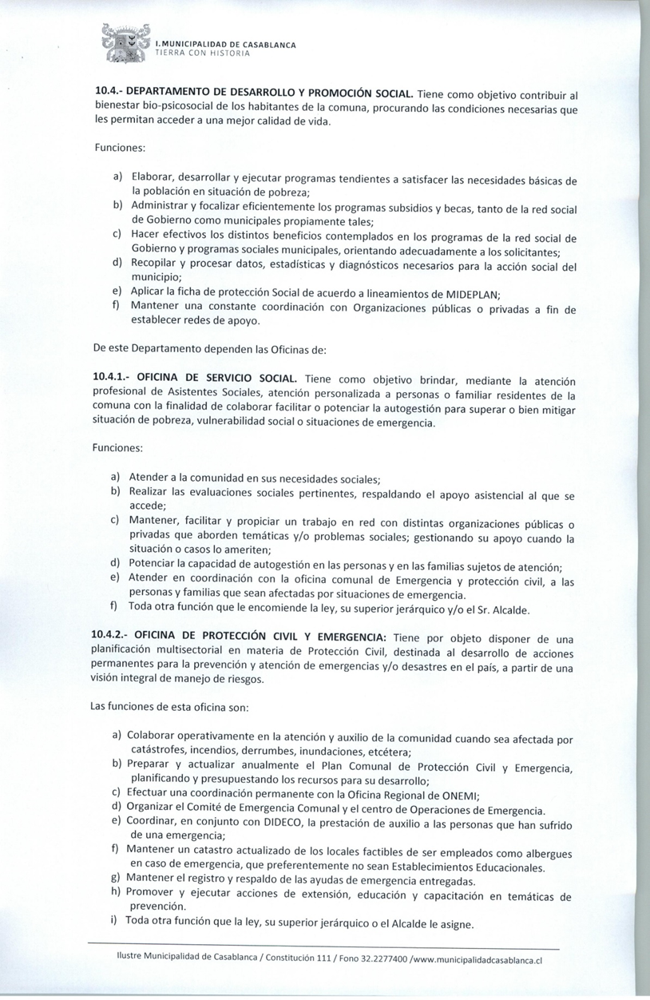 I. MUNICIPALIDAD DE CASABLANCA
TIERRA CON HISTORIA
10.4.- DEPARTAMENTO DE DESARROLLO Y PROMOCIÓN SOCIAL. Tiene como objetivo contribuir al
bienestar bio-psicosocial de los habitantes de la comuna, procurando las condiciones necesarias que
les permitan acceder a una mejor calidad de vida.
Funciones:
a) Elaborar, desarrollar y ejecutar programas tendientes a satisfacer las necesidades básicas de
la población en situación de pobreza;
b) Administrar y focalizar eficientemente los programas subsidios y becas, tanto de la red social
de Gobierno como municipales propiamente tales;
c) Hacer efectivos los distintos beneficios contemplados en los programas de la red social de
Gobierno y programas sociales municipales, orientando adecuadamente a los solicitantes;
d) Recopilar y procesar datos, estadísticas y diagnósticos necesarios para la acción social del
municipio;
e) Aplicar la ficha de protección Social de acuerdo a lineamientos de MIDEPLAN;
f) Mantener una constante coordinación con Organizaciones públicas o privadas a fin de
establecer redes de apoyo.
De este Departamento dependen las Oficinas de:
10.4.1.- OFICINA DE SERVICIO SOCIAL. Tiene como objetivo brindar, mediante la atención
profesional de Asistentes Sociales, atención personalizada a personas o familiar residentes de la
comuna con la finalidad de colaborar facilitar o potenciar la autogestión para superar o bien mitigar
situación de pobreza, vulnerabilidad social o situaciones de emergencia.
Funciones:
a) Atender a la comunidad en sus necesidades sociales;
b) Realizar las evaluaciones sociales pertinentes, respaldando el apoyo asistencial al que se
accede;
c) Mantener, facilitar y propiciar un trabajo en red con distintas organizaciones públicas o
privadas que aborden temáticas y/o problemas sociales; gestionando su apoyo cuando la
situación o casos lo ameriten;
d) Potenciar la capacidad de autogestión en las personas y en las familias sujetos de atención;
e) Atender en coordinación con la oficina comunal de Emergencia y protección civil, a las
personas y familias que sean afectadas por situaciones de emergencia.
f) Toda otra función que le encomiende la ley, su superior jerárquico y/o el Sr. Alcalde.
10.4.2.- OFICINA DE PROTECCIÓN CIVIL Y EMERGENCIA: Tiene por objeto disponer de una
planificación multisectorial en materia de Protección Civil, destinada al desarrollo de acciones
permanentes para la prevención y atención de emergencias y/o desastres en el país, a partir de una
visión integral de manejo de riesgos.
Las funciones de esta oficina son:
a) Colaborar operativamente en la atención y auxilio de la comunidad cuando sea afectada por
catástrofes, incendios, derrumbes, inundaciones, etcétera;
b) Preparar y actualizar anualmente el Plan Comunal de Protección Civil y Emergencia,
planificando y presupuestando los recursos para su desarrollo;
c) Efectuar una coordinación permanente con la Oficina Regional de ONEMI;
d) Organizar el Comité de Emergencia Comunal y el centro de Operaciones de Emergencia.
e) Coordinar, en conjunto con DIDECO, la prestación de auxilio a las personas que han sufrido
de una emergencia;
f) Mantener un catastro actualizado de los locales factibles de ser empleados como albergues
en caso de emergencia, que preferentemente no sean Establecimientos Educacionales.
g) Mantener el registro y respaldo de las ayudas de emergencia entregadas.
h) Promover y ejecutar acciones de extensión, educación y capacitación en temáticas de
prevención.
i) Toda otra función que la ley, su superior jerárquico o el Alcalde le asigne.
Ilustre Municipalidad de Casablanca / Constitución 111 / Fono 32.2277400 /www.municipalidadcasablanca.cl